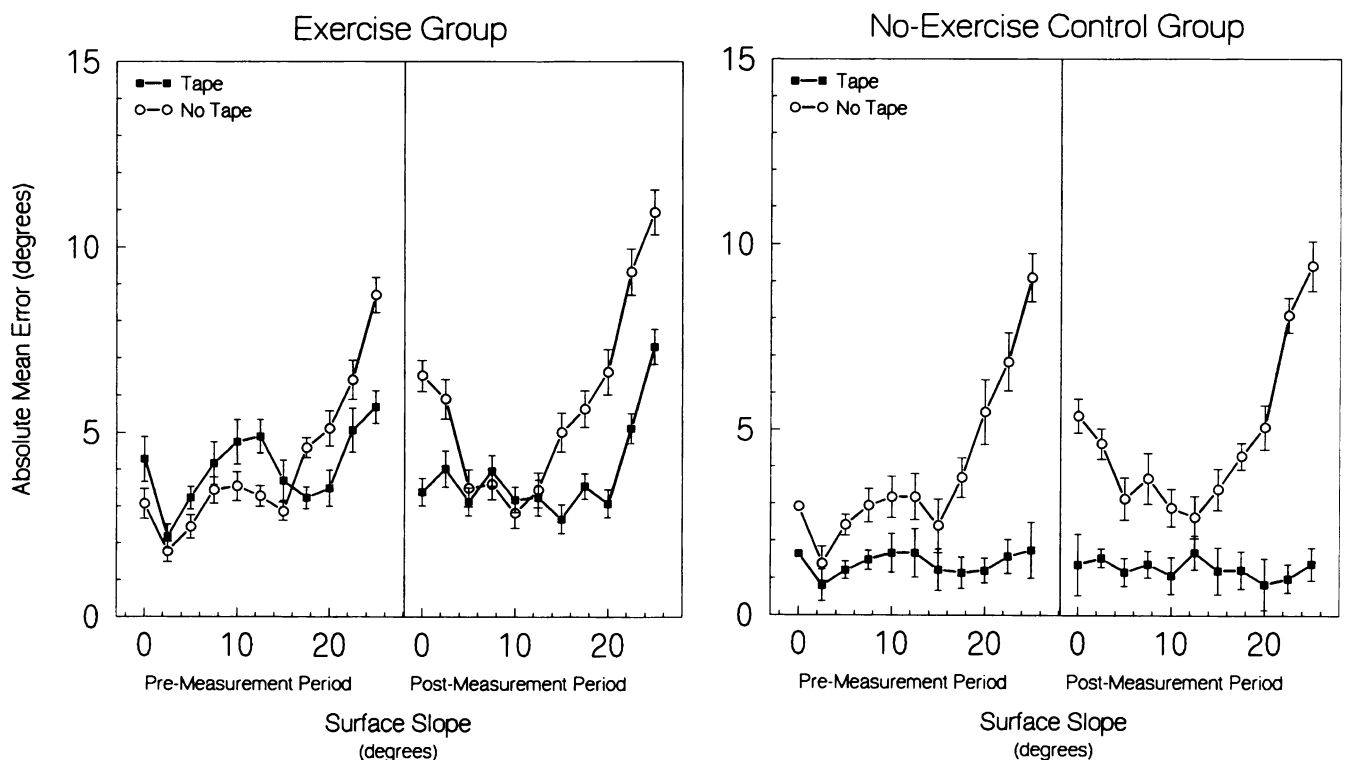 Exercise Group
Absolute Mean Error (degrees)
15
10
5
0
Tape
No Tape
0 10 20
Pre-Measurement Period
0 10 20
Post-Measurement Period
Surface Slope
(degrees)
No-Exercise Control Group
15
10
5
0
Tape
No Tape
0 10 20
Pre-Measurement Period
0 10 20
Post-Measurement Period
Surface Slope
(degrees)